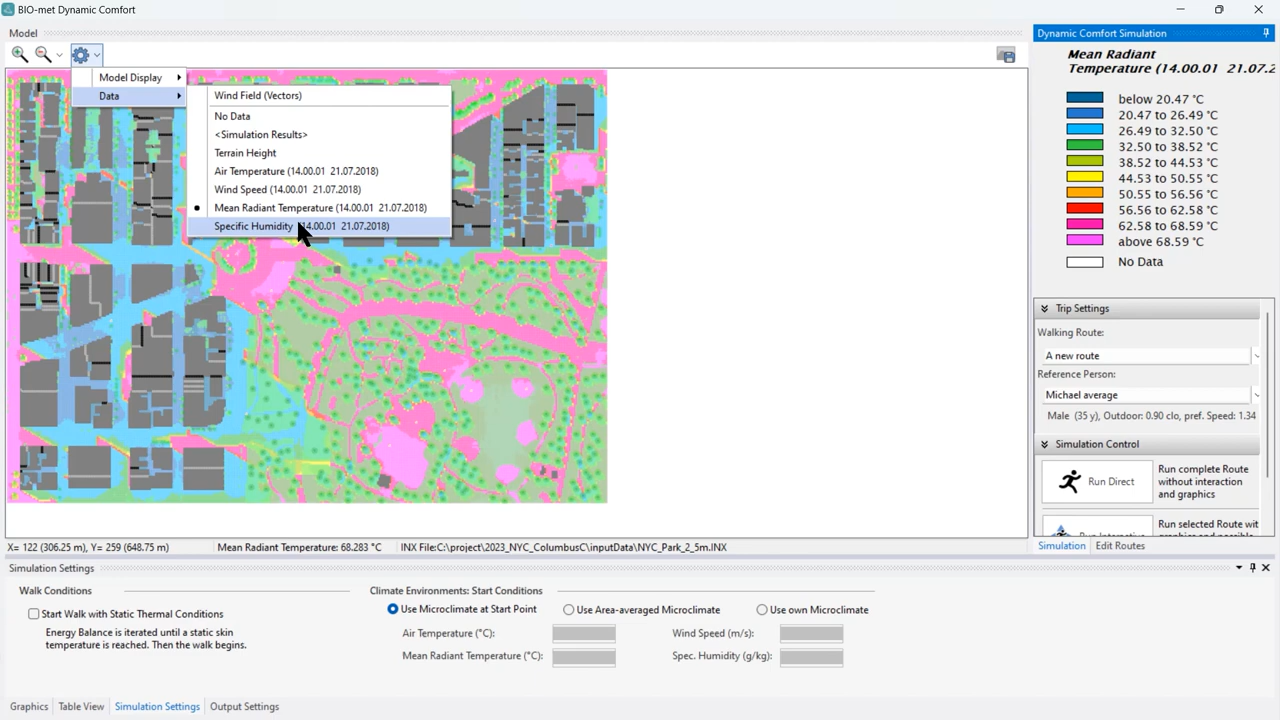 BIO-met Dynamic Comfort
Model
Model Display
Data
Wind Field (Vectors)
No Data
<Simulation Results>
Terrain Height
Air Temperature (14.00.01 21.07.2018)
Wind Speed (14.00.01 21.07.2018)
Mean Radiant Temperature (14.00.01 21.07.2018)
Specific Humidity (14.00.01 21.07.2018)
Dynamic Comfort Simulation
Mean Radiant
Temperature (14.00.01 21.07.2
below 20.47 °C
20.47 to 26.49 °C
26.49 to 32.50 °C
32.50 to 38.52 °C
38.52 to 44.53 °C
44.53 to 50.55 °C
50.55 to 56.56 °C
56.56 to 62.58 °C
62.58 to 68.59 °C
above 68.59 °C
No Data
Trip Settings
Walking Route:
A new route
Reference Person:
Michael average
Male (35 y), Outdoor: 0.90 clo, pref. Speed: 1.34
Simulation Control
Run Direct
Run complete Route
without interaction
and graphics
Run selected Route wit
Simulation Edit Routes
X= 122 (306.25 m), Y= 259 (648.75 m) Mean Radiant Temperature: 68.283 °C INX File:C:\project\2023_NYC_ColumbusC\inputData\NYC_Park_2_5m.INX
Simulation Settings
Walk Conditions
Start Walk with Static Thermal Conditions
Energy Balance is iterated until a static skin
temperature is reached. Then the walk begins.
Climate Environments: Start Conditions
Use Microclimate at Start Point Use Area-averaged Microclimate Use own Microclimate
Air Temperature (°C): Wind Speed (m/s):
Mean Radiant Temperature (°C): Spec. Humidity (g/kg):
Graphics Table View Simulation Settings Output Settings